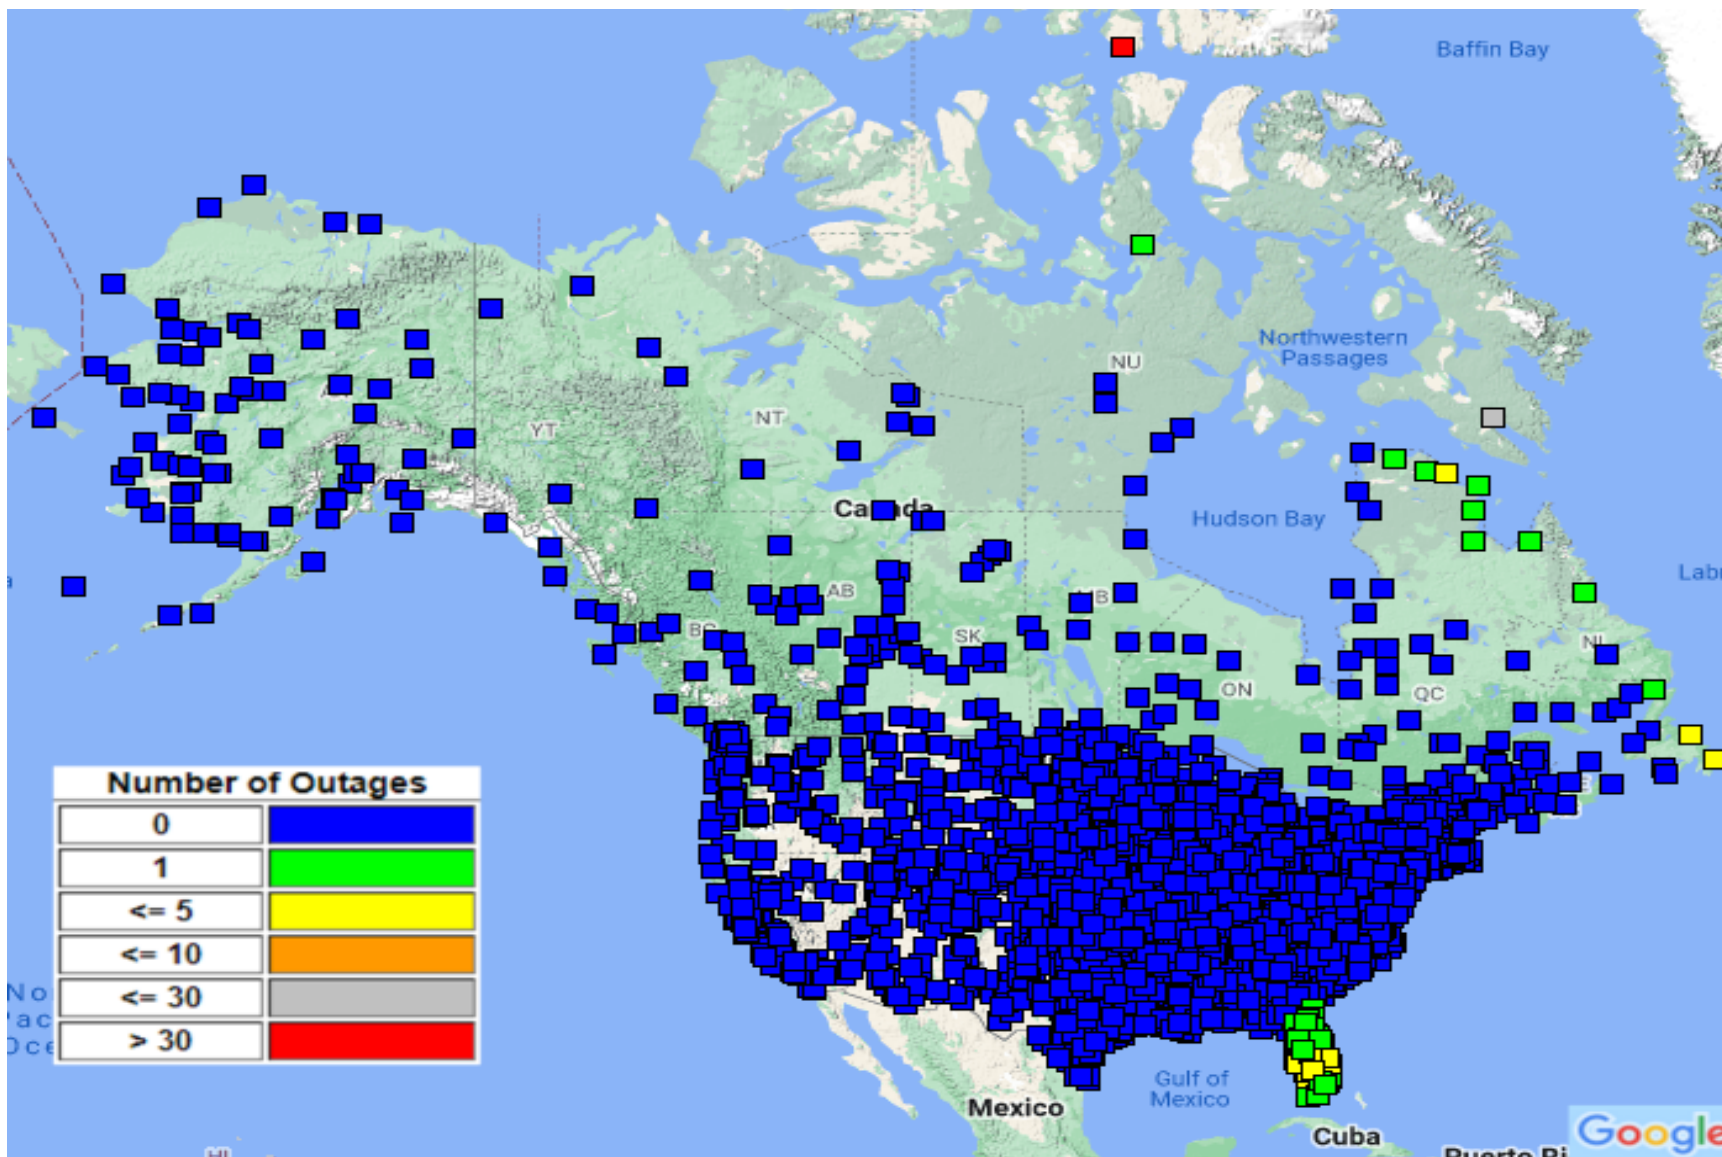 Baffin Bay
Northwestern
Passages
NU
NT
YT
Canada
Hudson Bay
AB
SK
BC
ON
QC
NL
Number of Outages
0
1
<= 5
<= 10
<= 30
> 30
Gulf of
Mexico
Mexico
Cuba
Google